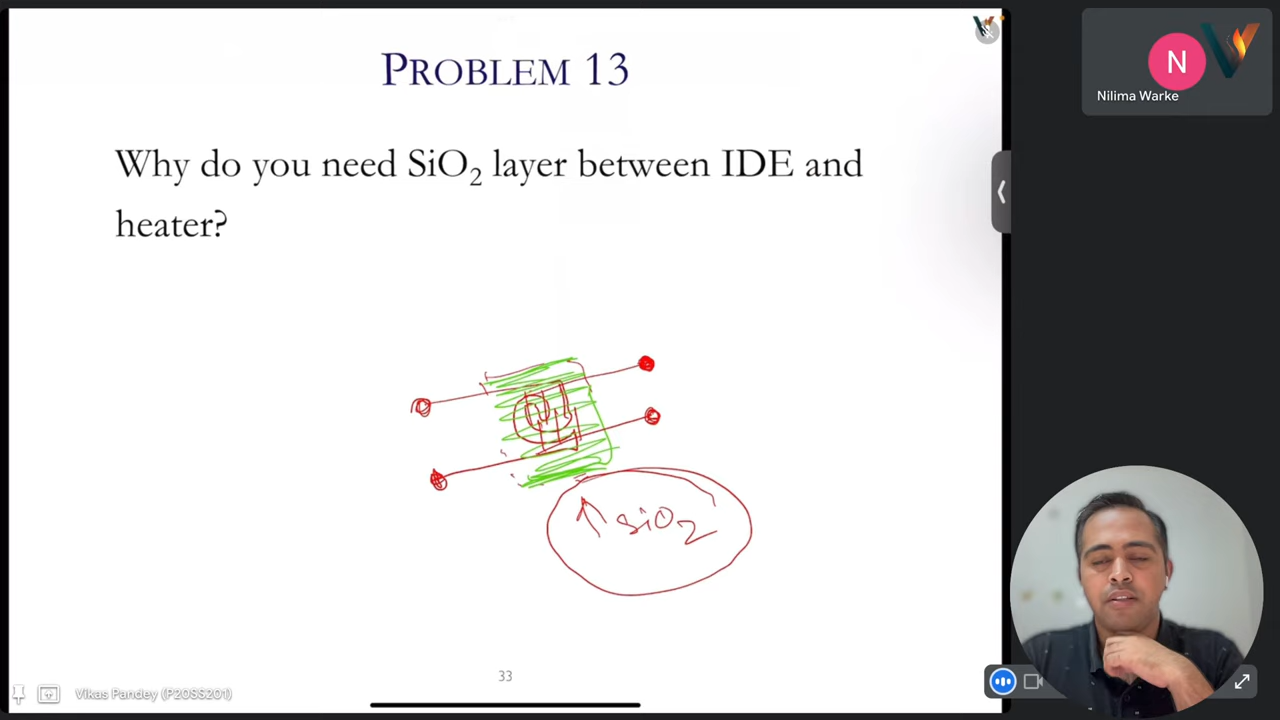 PROBLEM 13
Why do you need SiO₂ layer between IDE and
heater?
↑ SiO₂
33
Vikas Pandey (P20SS201)
N
Nilima Warke